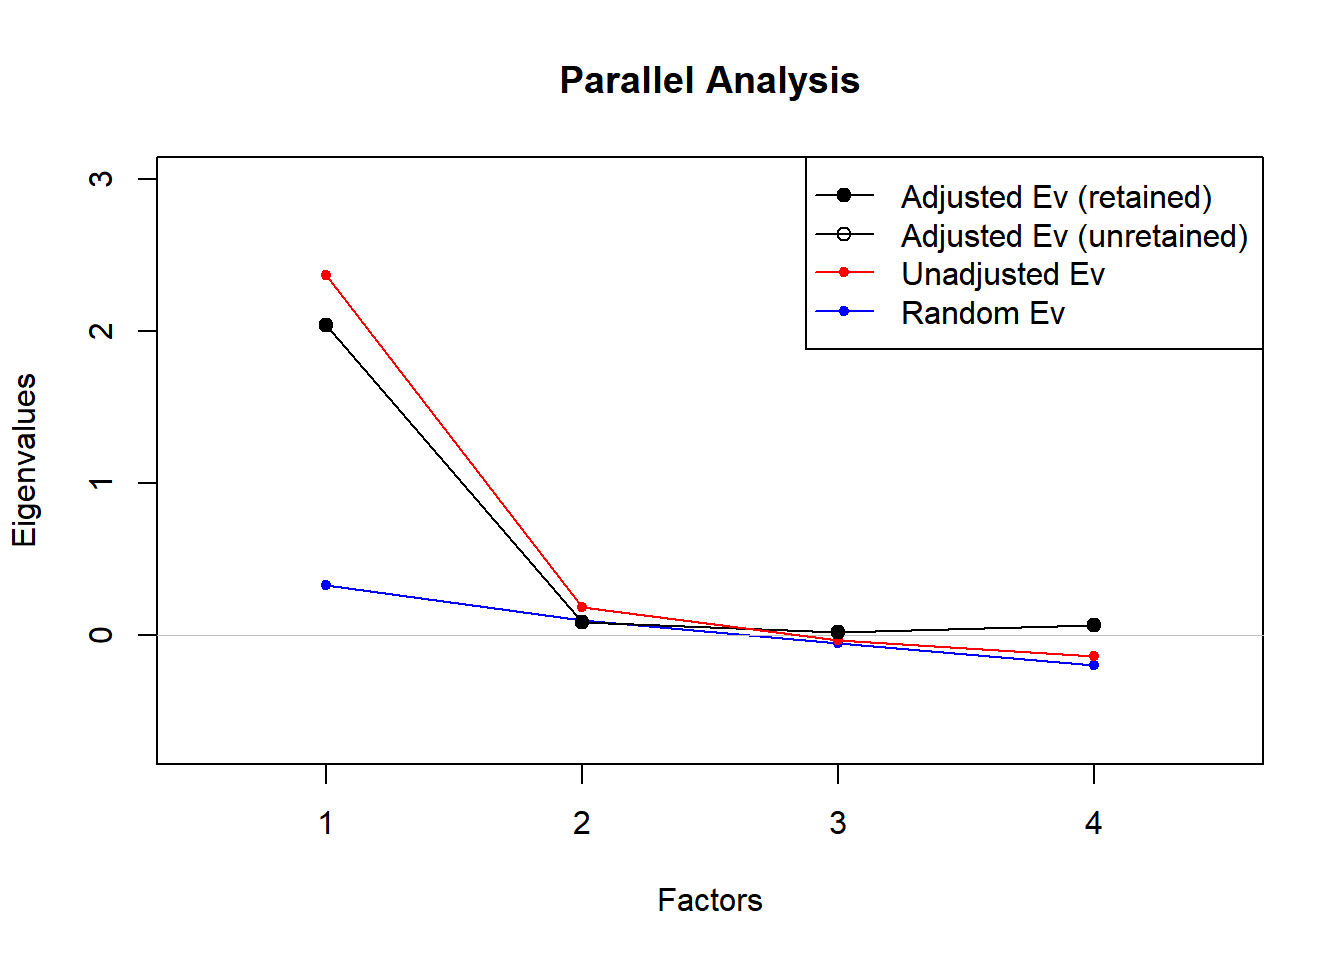 Parallel Analysis
3
2
1
0
Eigenvalues
Adjusted Ev (retained)
Adjusted Ev (unretained)
Unadjusted Ev
Random Ev
1 2 3 4
Factors